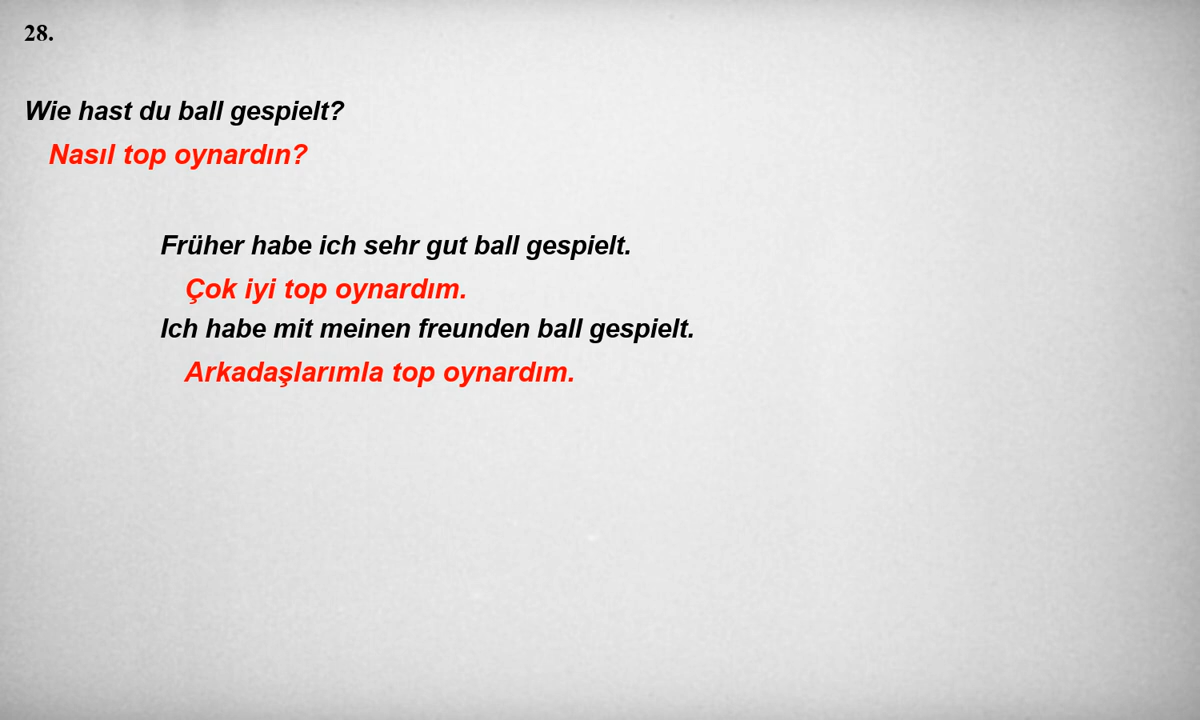 28.
Wie hast du ball gespielt?
Nasıl top oynardın?
Früher habe ich sehr gut ball gespielt.
Çok iyi top oynardım.
Ich habe mit meinen freunden ball gespielt.
Arkadaşlarımla top oynardım.